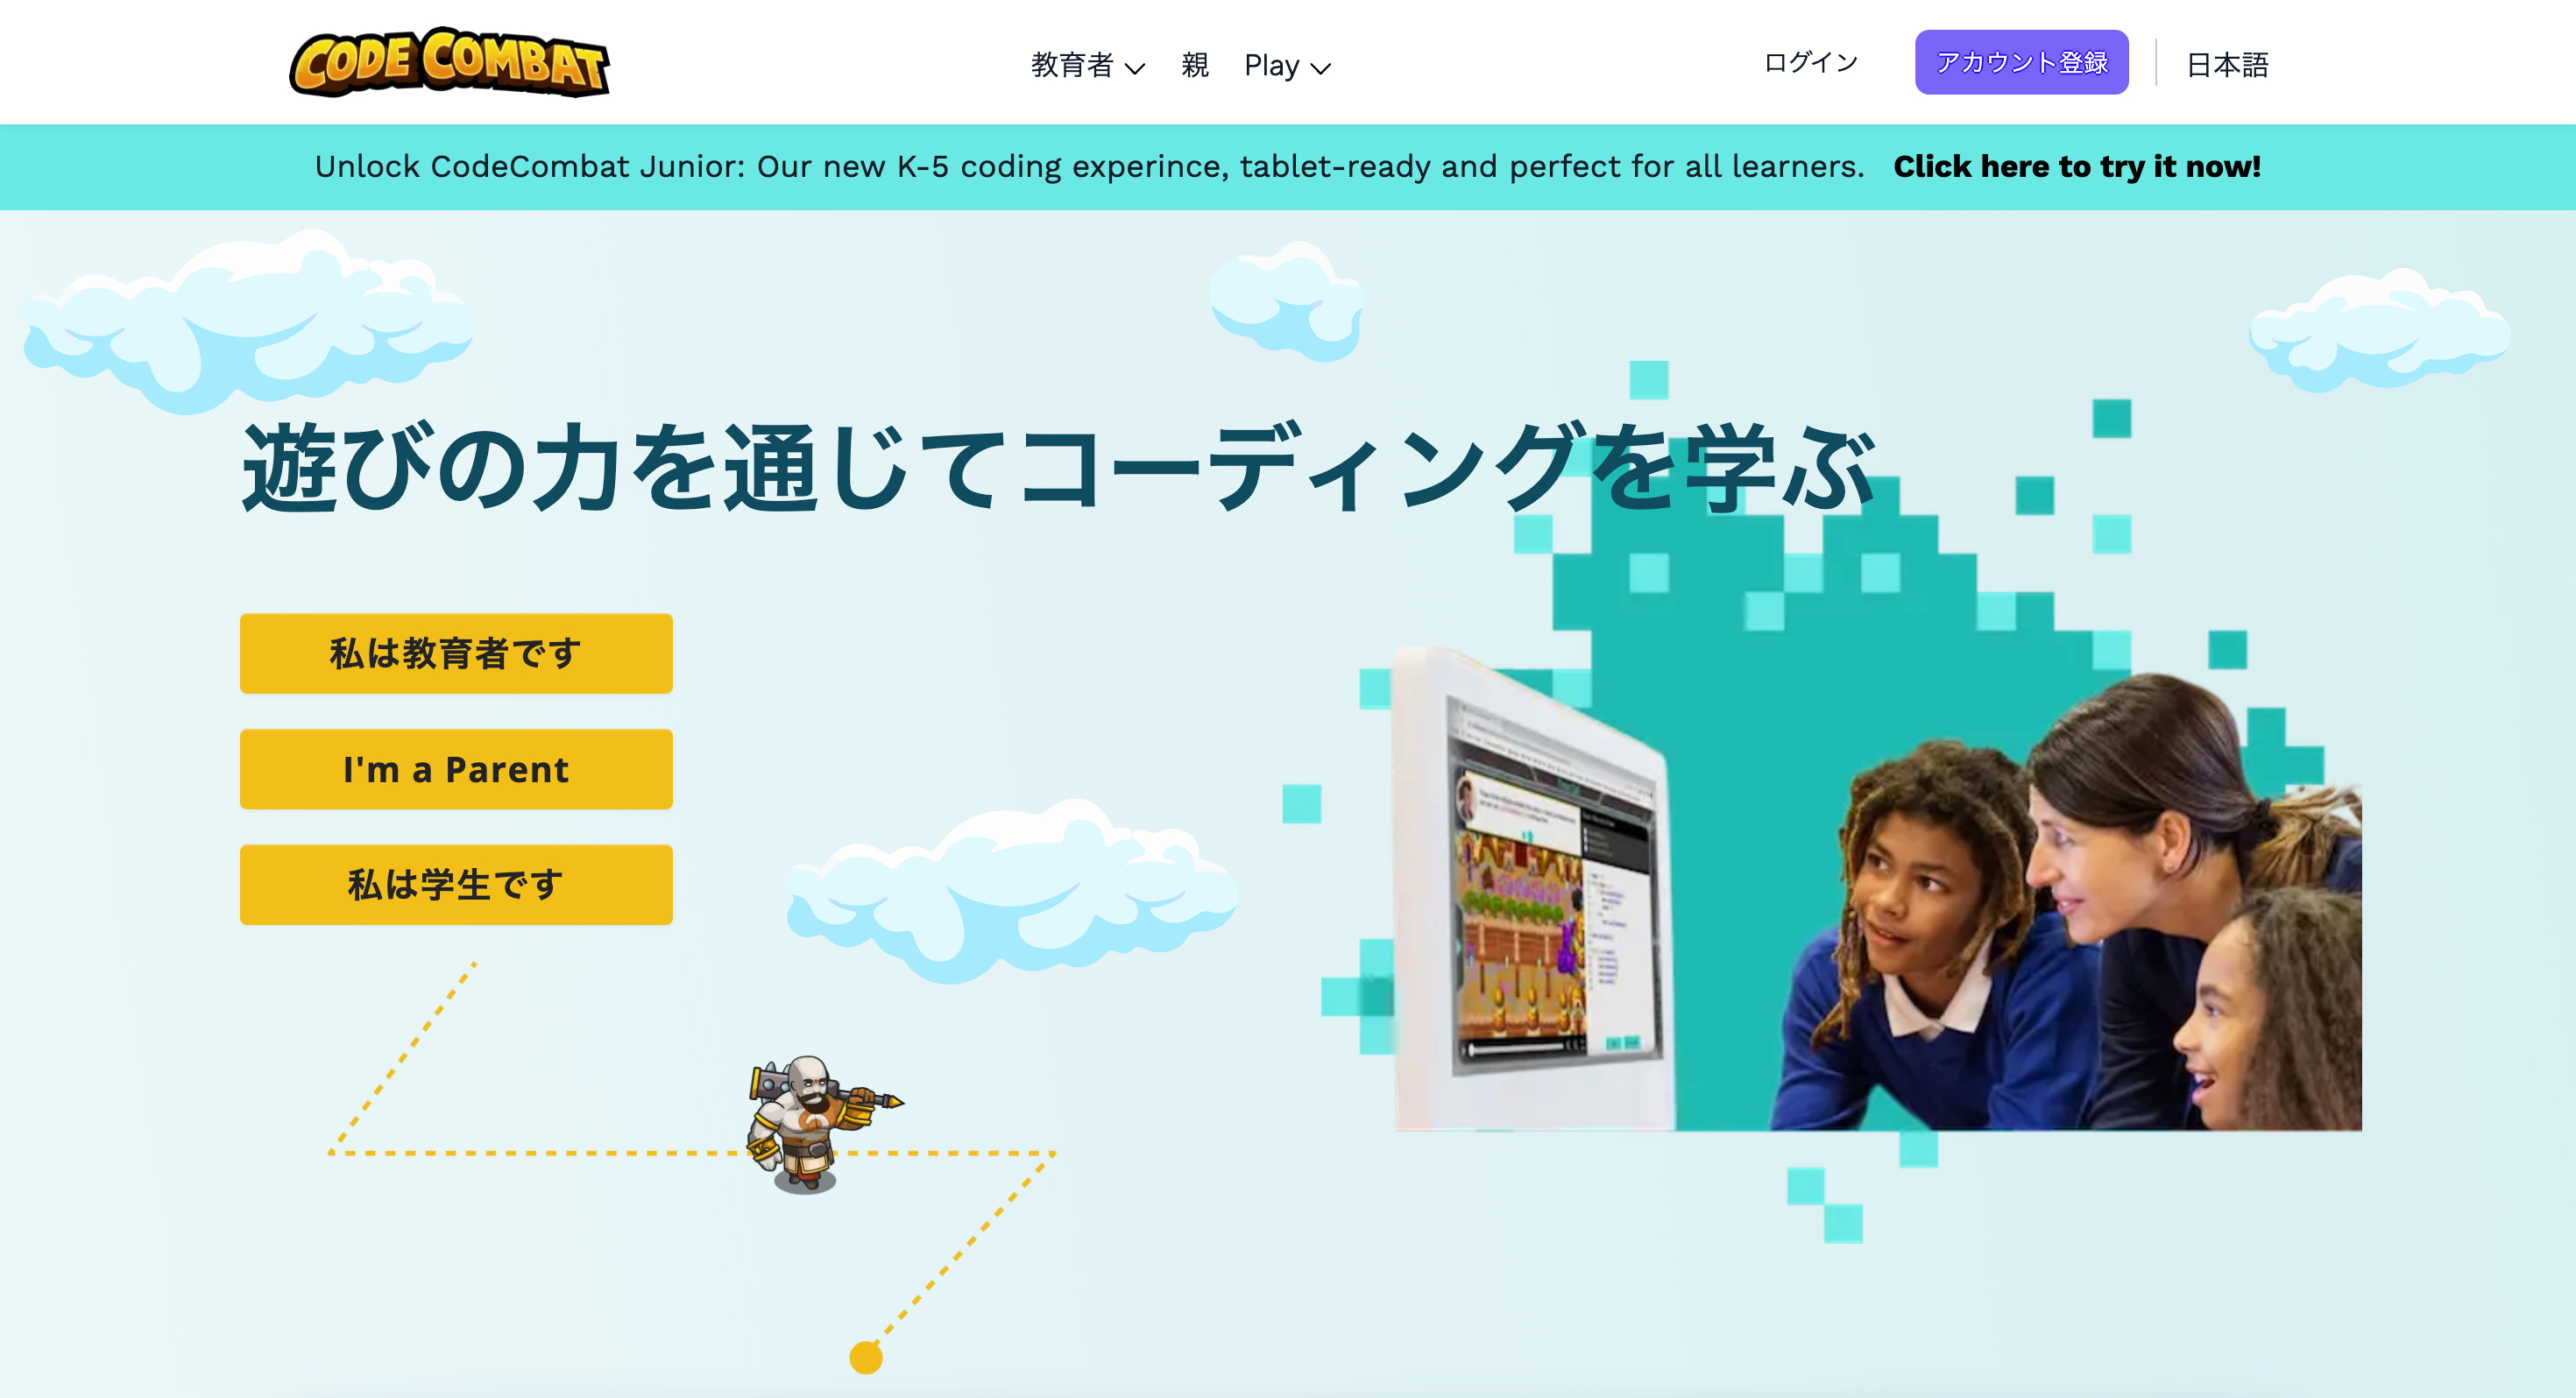 CODE COMBAT
教育者 親 Play
ログイン アカウント登録 日本語
Unlock CodeCombat Junior: Our new K-5 coding experince, tablet-ready and perfect for all learners. Click here to try it now!
遊びの力を通じてコーディングを学ぶ
私は教育者です
I'm a Parent
私は学生です